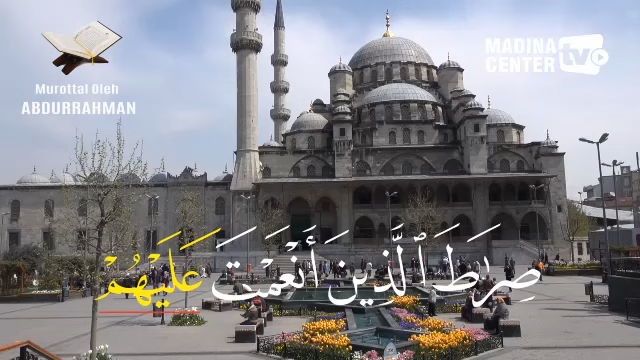 Murottal Oleh
ABDURRAHMAN
MADINA
CENTER tv
صِرَٰطَ ٱلَّذِينَ أَنْعَمْتَ عَلَيْهِمْ